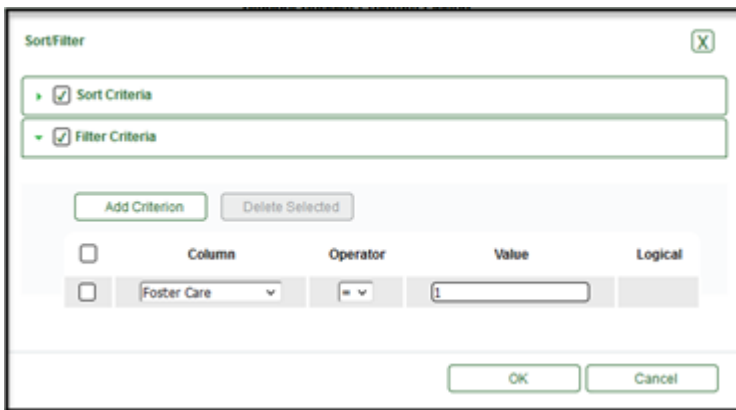 Sort/Filter X
Sort Criteria
Filter Criteria
Add Criterion Delete Selected
Column Operator Value Logical
Foster Care = 1
OK Cancel